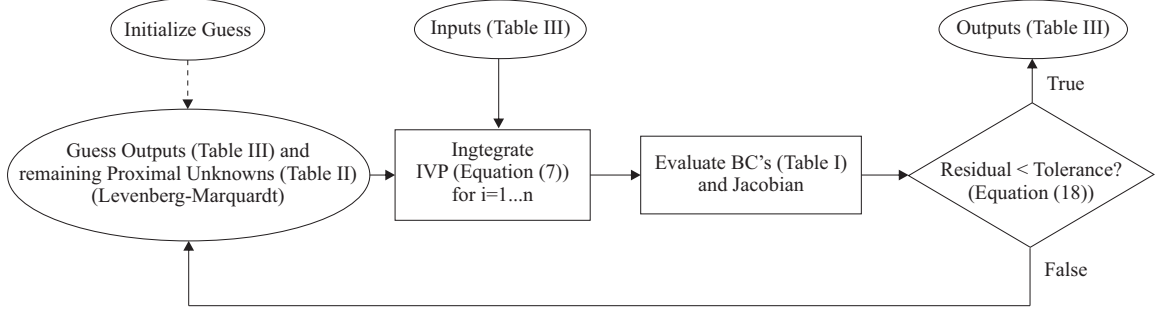 Initialize Guess
Inputs (Table III)
Outputs (Table III)
True
Guess Outputs (Table III) and
remaining Proximal Unknowns (Table II)
(Levenberg-Marquardt)
Ingtegrate
IVP (Equation (7))
for i=1...n
Evaluate BC's (Table I)
and Jacobian
Residual < Tolerance?
(Equation (18))
False